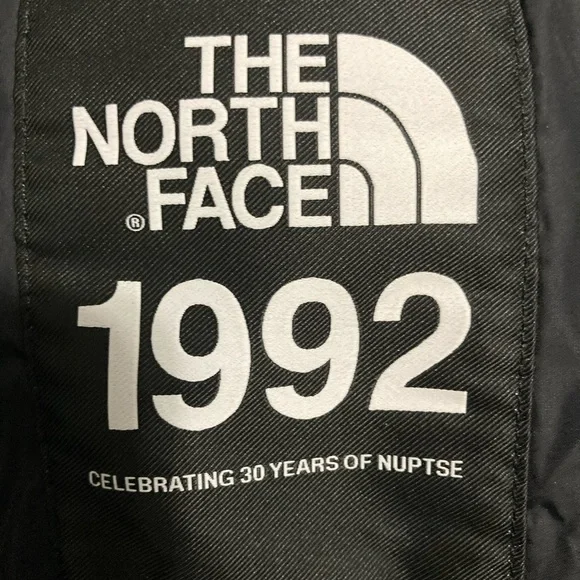 THE
NORTH
® FACE
1992
CELEBRATING 30 YEARS OF NUPTSE